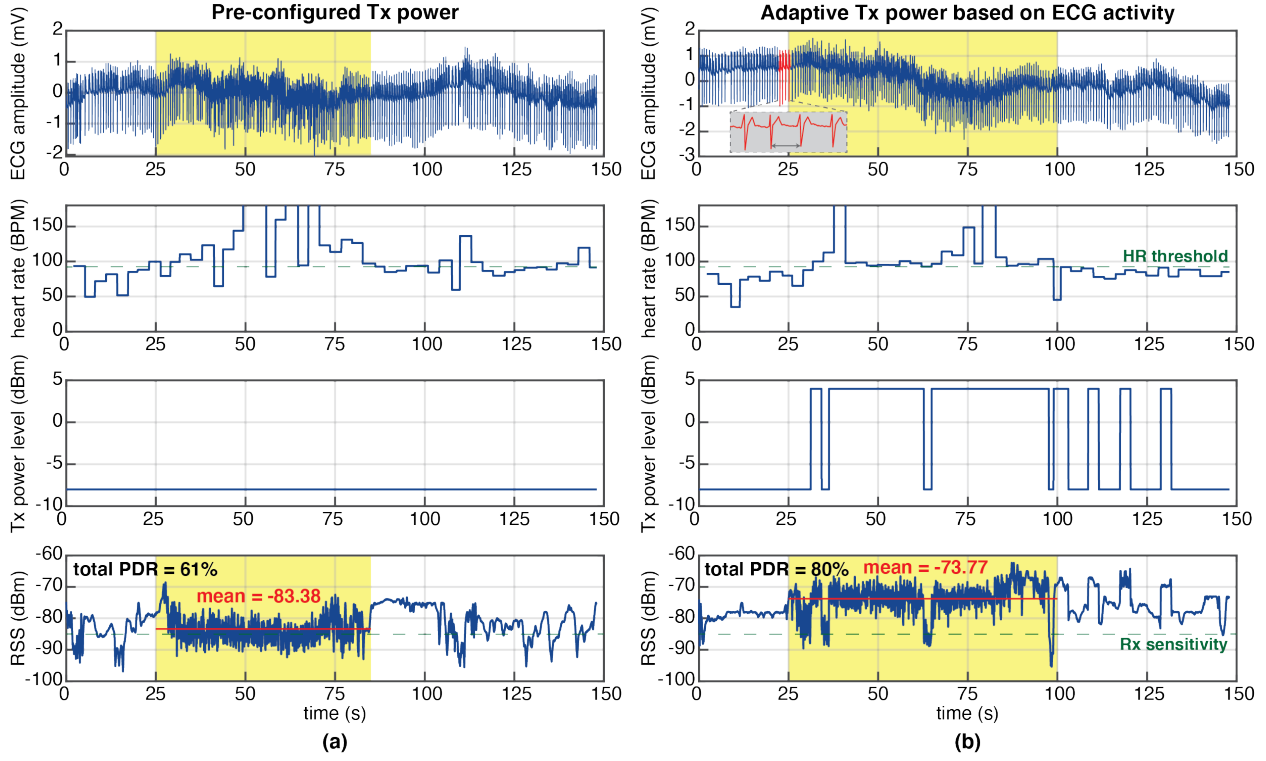 Pre-configured Tx power
Adaptive Tx power based on ECG activity
ECG amplitude (mV)
2
1
0
-1
-2
0 25 50 75 100 125 150
ECG amplitude (mV)
2
1
0
-1
-2
-3
0 25 50 75 100 125 150
heart rate (BPM)
150
100
50
0
0 25 50 75 100 125 150
heart rate (BPM)
150
100
50
0
HR threshold
0 25 50 75 100 125 150
Tx power level (dBm)
5
0
-5
-10
0 25 50 75 100 125 150
Tx power level (dBm)
5
0
-5
-10
0 25 50 75 100 125 150
RSS (dBm)
-60
-70
-80
-90
-100
total PDR = 61%
mean = -83.38
0 25 50 75 100 125 150
time (s)
(a)
RSS (dBm)
-60
-70
-80
-90
-100
total PDR = 80% mean = -73.77
Rx sensitivity
0 25 50 75 100 125 150
time (s)
(b)